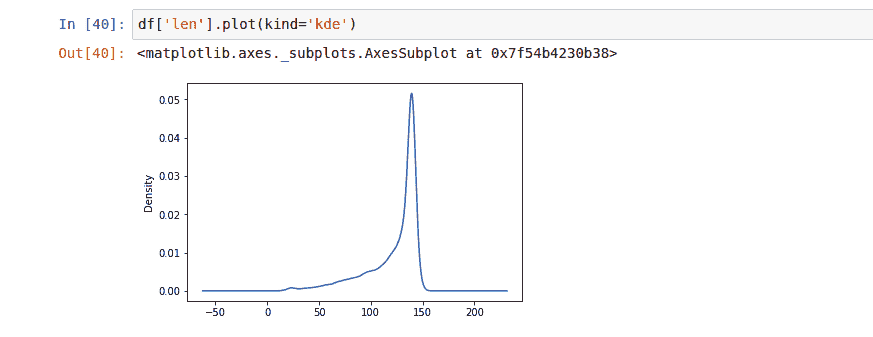 In [40]: df['len'].plot(kind='kde')
Out[40]: <matplotlib.axes._subplots.AxesSubplot at 0x7f54b4230b38>
0.05
0.04
0.03
0.02
0.01
0.00
Density
−50 0 50 100 150 200